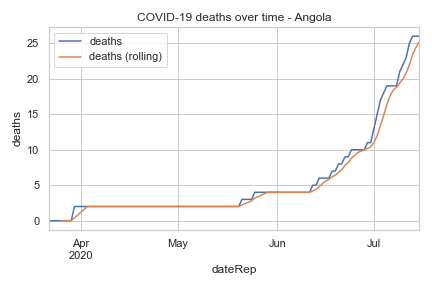 COVID-19 deaths over time - Angola
deaths
deaths (rolling)
deaths
25
20
15
10
5
0
Apr
2020
May
Jun
Jul
dateRep